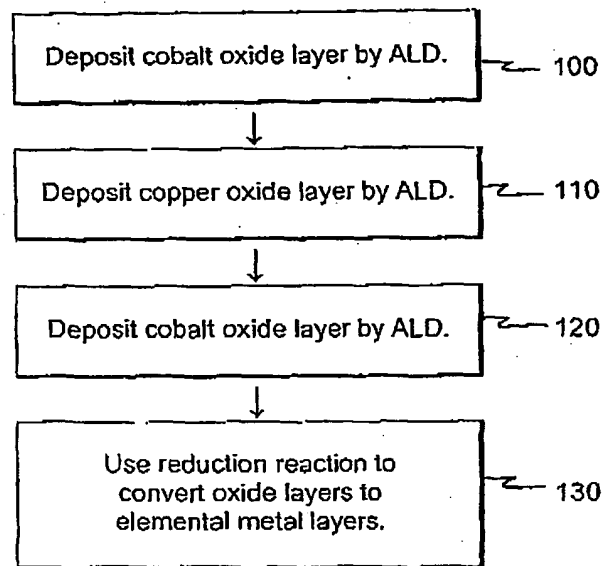 Deposit cobalt oxide layer by ALD.
100
Deposit copper oxide layer by ALD.
110
Deposit cobalt oxide layer by ALD.
120
Use reduction reaction to
convert oxide layers to
elemental metal layers.
130